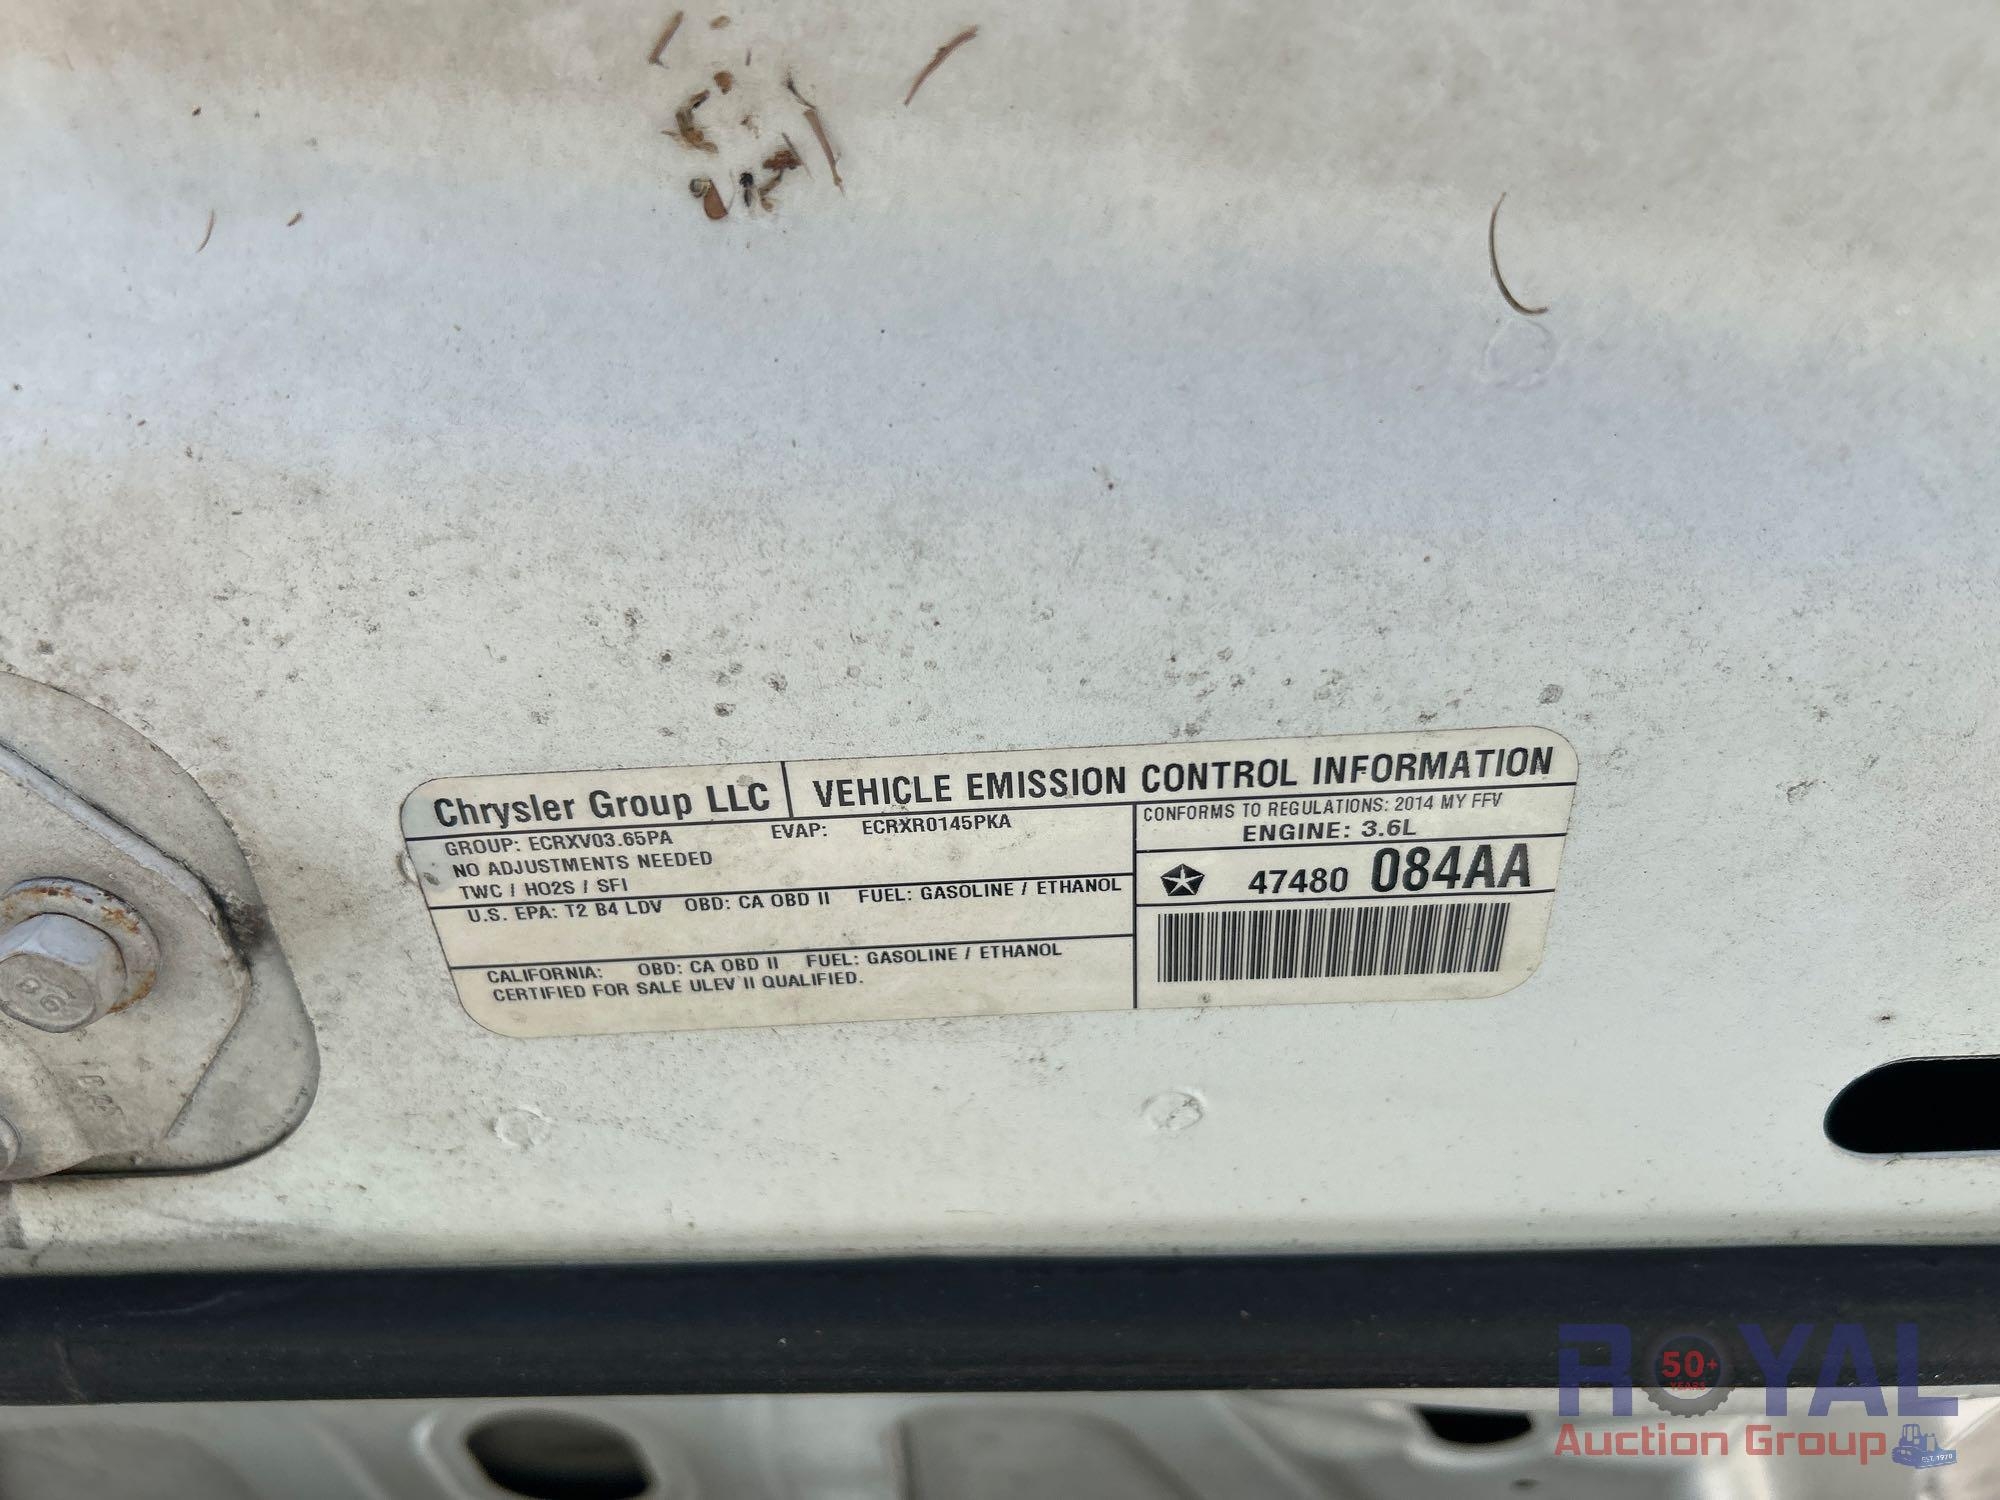 Chrysler Group LLC
VEHICLE EMISSION CONTROL INFORMATION
GROUP: ECRXV03.65PA EVAP: ECRXR0145PKA
NO ADJUSTMENTS NEEDED
TWC / HO2S / SFI
U.S. EPA: T2 B4 LDV OBD: CA OBD II FUEL: GASOLINE / ETHANOL
CALIFORNIA: OBD: CA OBD II FUEL: GASOLINE / ETHANOL
CERTIFIED FOR SALE ULEV II QUALIFIED.
CONFORMS TO REGULATIONS: 2014 MY FFV
ENGINE: 3.6L
47480 084AA
ROYAL
50+
YEARS
Auction Group
EST. 1970